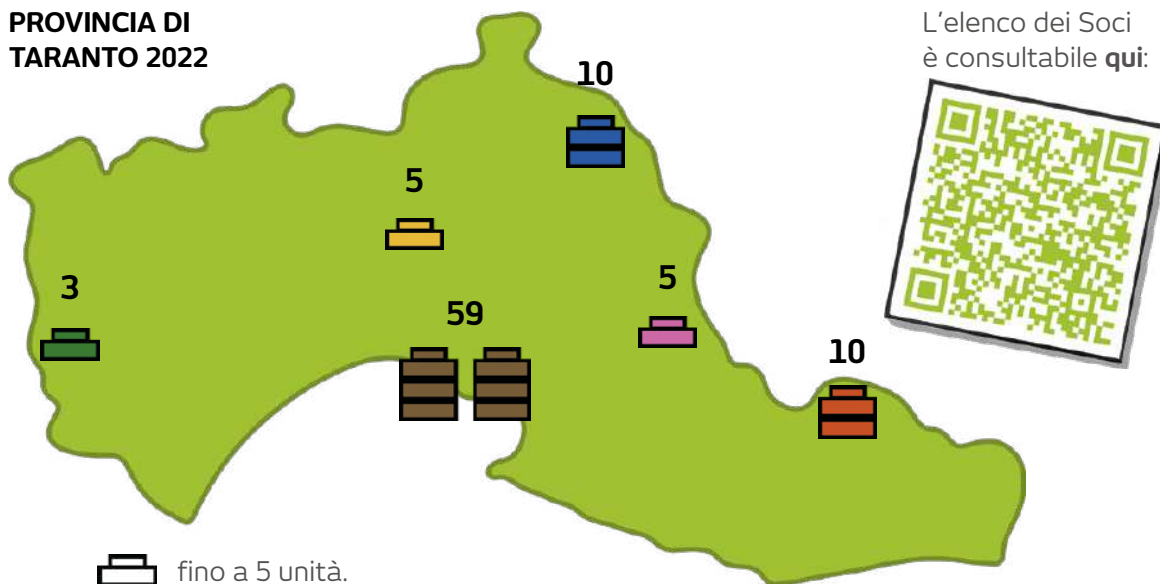 PROVINCIA DI
TARANTO 2022
L'elenco dei Soci
è consultabile qui:
10
5
3
59
5
10
fino a 5 unità.